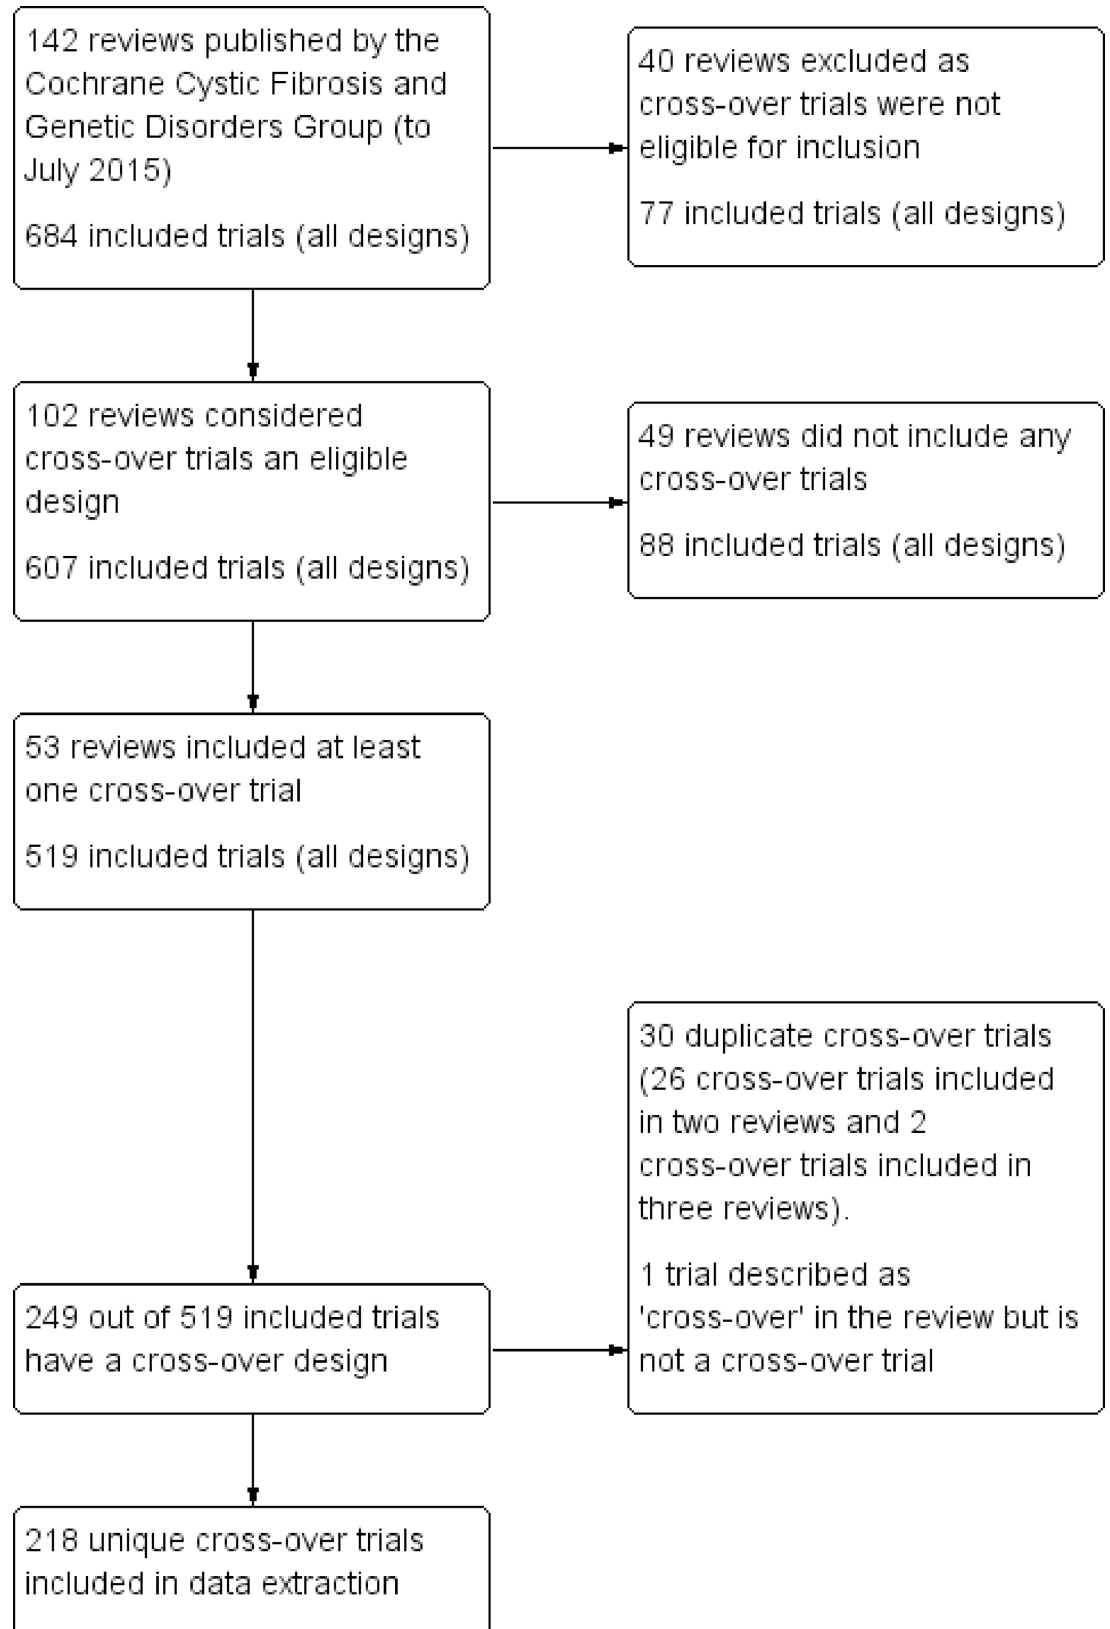 142 reviews published by the
Cochrane Cystic Fibrosis and
Genetic Disorders Group (to
July 2015)
684 included trials (all designs)
40 reviews excluded as
cross-over trials were not
eligible for inclusion
77 included trials (all designs)
102 reviews considered
cross-over trials an eligible
design
607 included trials (all designs)
49 reviews did not include any
cross-over trials
88 included trials (all designs)
53 reviews included at least
one cross-over trial
519 included trials (all designs)
30 duplicate cross-over trials
(26 cross-over trials included
in two reviews and 2
cross-over trials included in
three reviews).
1 trial described as
'cross-over' in the review but is
not a cross-over trial
249 out of 519 included trials
have a cross-over design
218 unique cross-over trials
included in data extraction